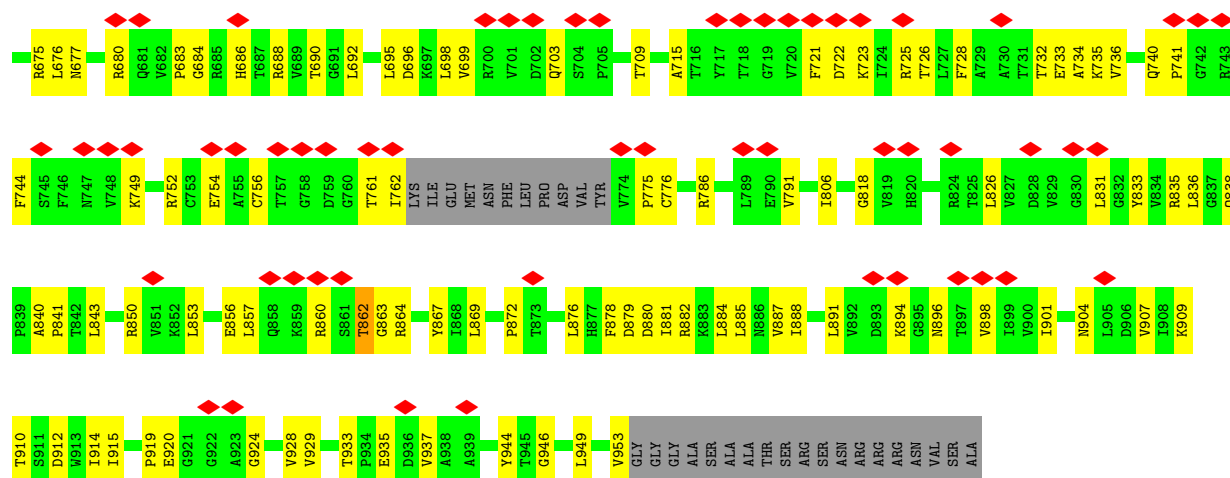 R675 L676 N677 R680 Q681 V682 P683 G684 R685 H686 T687 R688 V689 T690 G691 L692 L695 D696 K697 L698 V699 R700 V701 D702 Q703 S704 P705 T709 A715 T716 Y717 T718 G719 V720 F721 D722 K723 I724 R725 T726 L727 F728 A729 A730 T731 T732 E733 A734 K735 V736 Q740 P741 G742 R743
F744 S745 F746 N747 V748 K749 R752 E754 A755 C756 T757 G758 D759 G760 T761 I762 LYS ILE GLU MET ASN PHE LEU PRO ASP VAL TYR V774 P775 C776 R786 L789 E790 V791 I806 G818 V819 H820 R824 T825 L826 V827 D828 V829 G830 L831 G832 Y833 V834 R835 L836 G837
P839 A840 P841 T842 L843 R850 V851 K852 L853 E856 L857 Q858 K859 R860 S861 T862 G863 R864 Y867 I868 L869 P872 T873 L876 H877 F878 D879 D880 I881 R882 K883 L884 L885 N886 V887 I888 L891 V892 D893 K894 G895 N896 T897 V898 I899 V900 I901 N904 L905 D906 V907 I908 K909
T910 S911 D912 W913 I914 I915 P919 E920 G921 G922 A923 G924 V928 V929 T933 P934 E935 D936 V937 A938 A939 Y944 T945 G946 L949 V953 GLY GLY GLY ALA SER ALA ALA THR SER ARG SER ASN ARG ARG ARG ASN VAL SER ALA